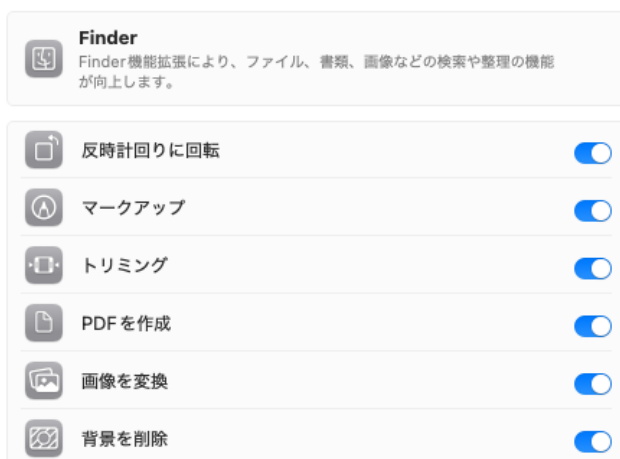 Finder
Finder機能拡張により、ファイル、書類、画像などの検索や整理の機能
が向上します。
反時計回りに回転
マークアップ
トリミング
PDFを作成
画像を変換
背景を削除